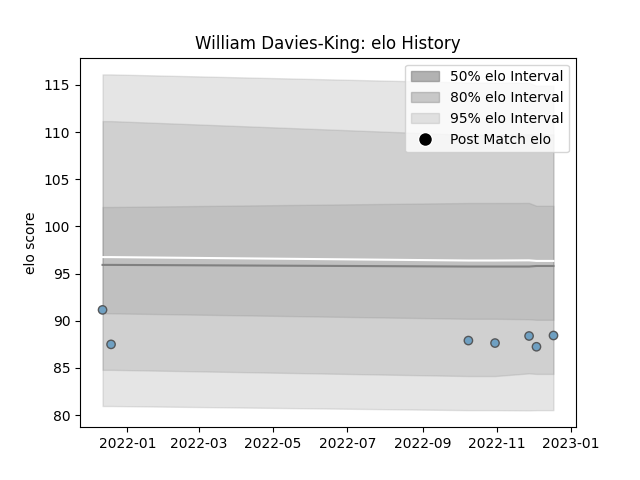 William Davies-King: elo History
50% elo Interval
80% elo Interval
95% elo Interval
Post Match elo
elo score
115
110
105
100
95
90
85
80
2022-01 2022-03 2022-05 2022-07 2022-09 2022-11 2023-01